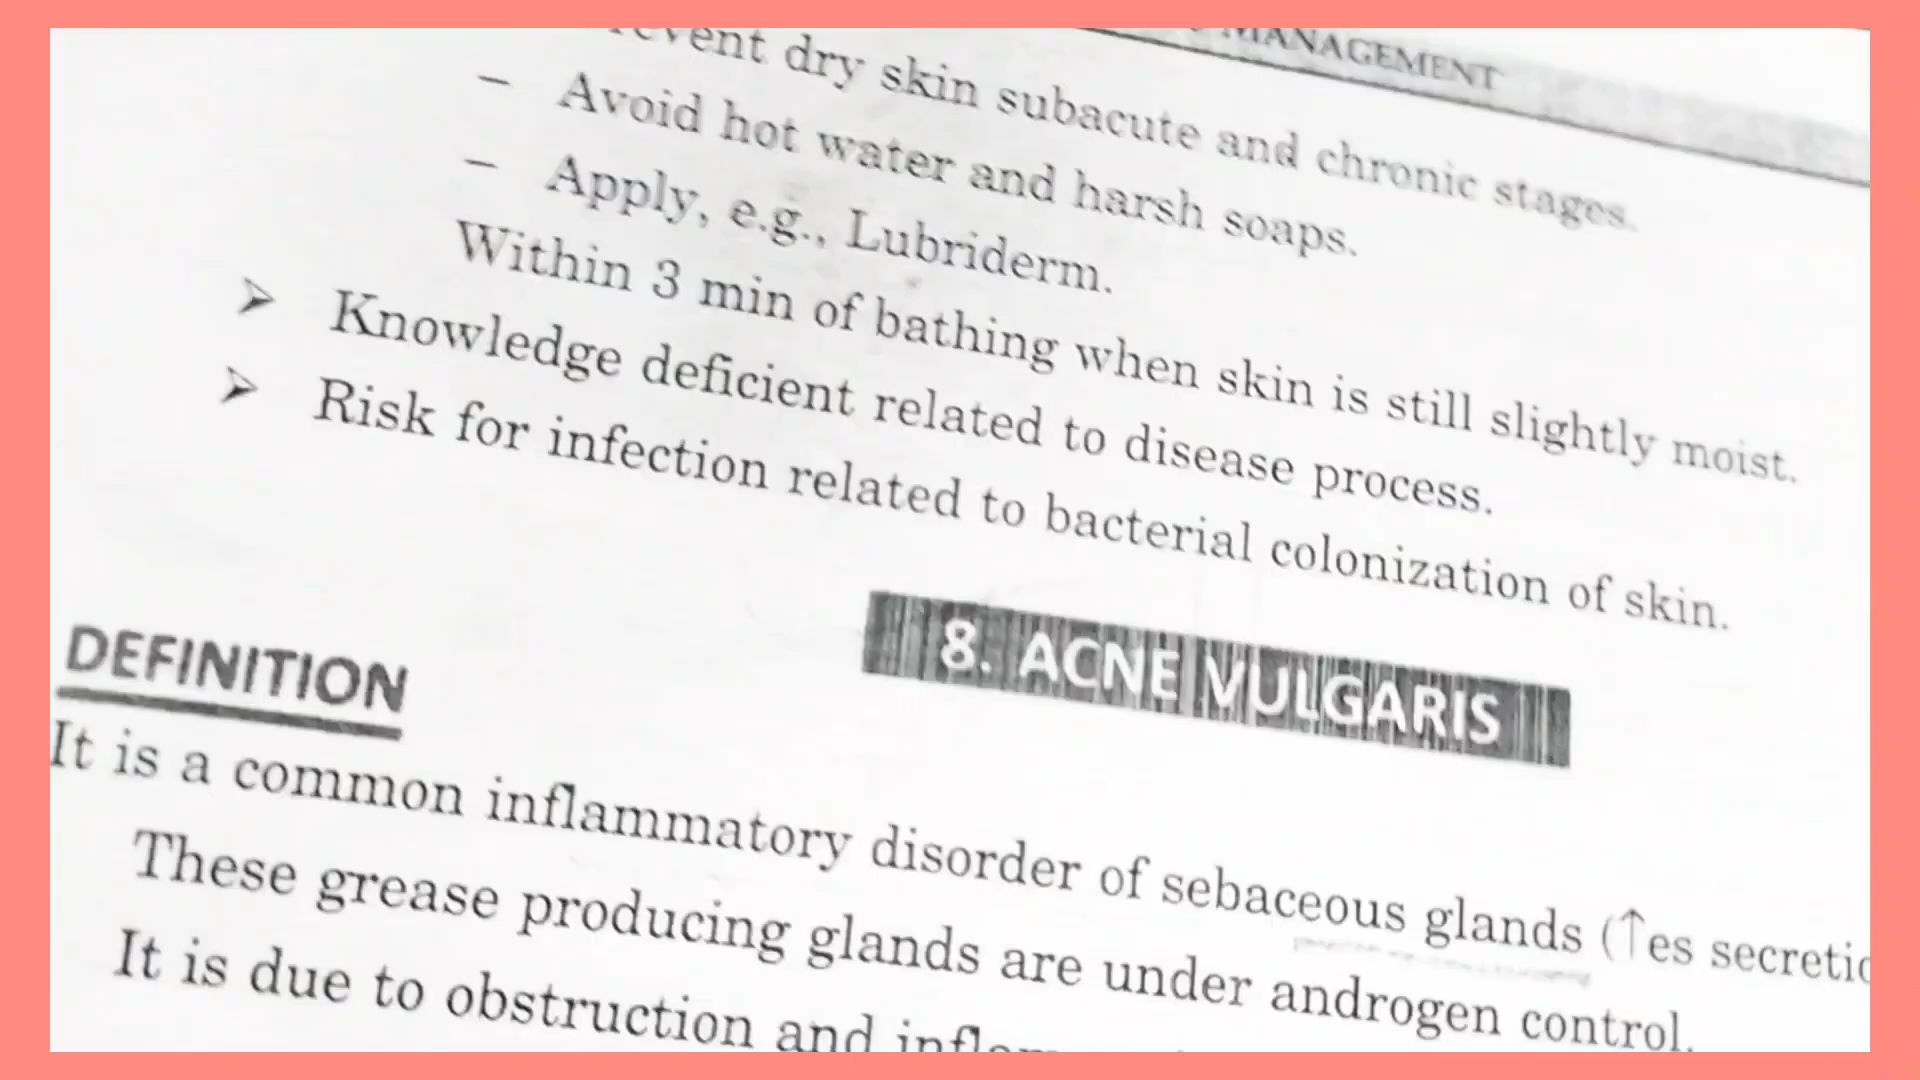 MANAGEMENT
dry skin subacute and chronic stages.
– Avoid hot water and harsh soaps.
– Apply, e.g., Lubriderm.
Within 3 min of bathing when skin is still slightly moist.
➢ Knowledge deficient related to disease process.
➢ Risk for infection related to bacterial colonization of skin.
8. ACNE VULGARIS
DEFINITION
It is a common inflammatory disorder of sebaceous glands (↑es
These grease producing glands are under androgen control.
It is due to obstruction and